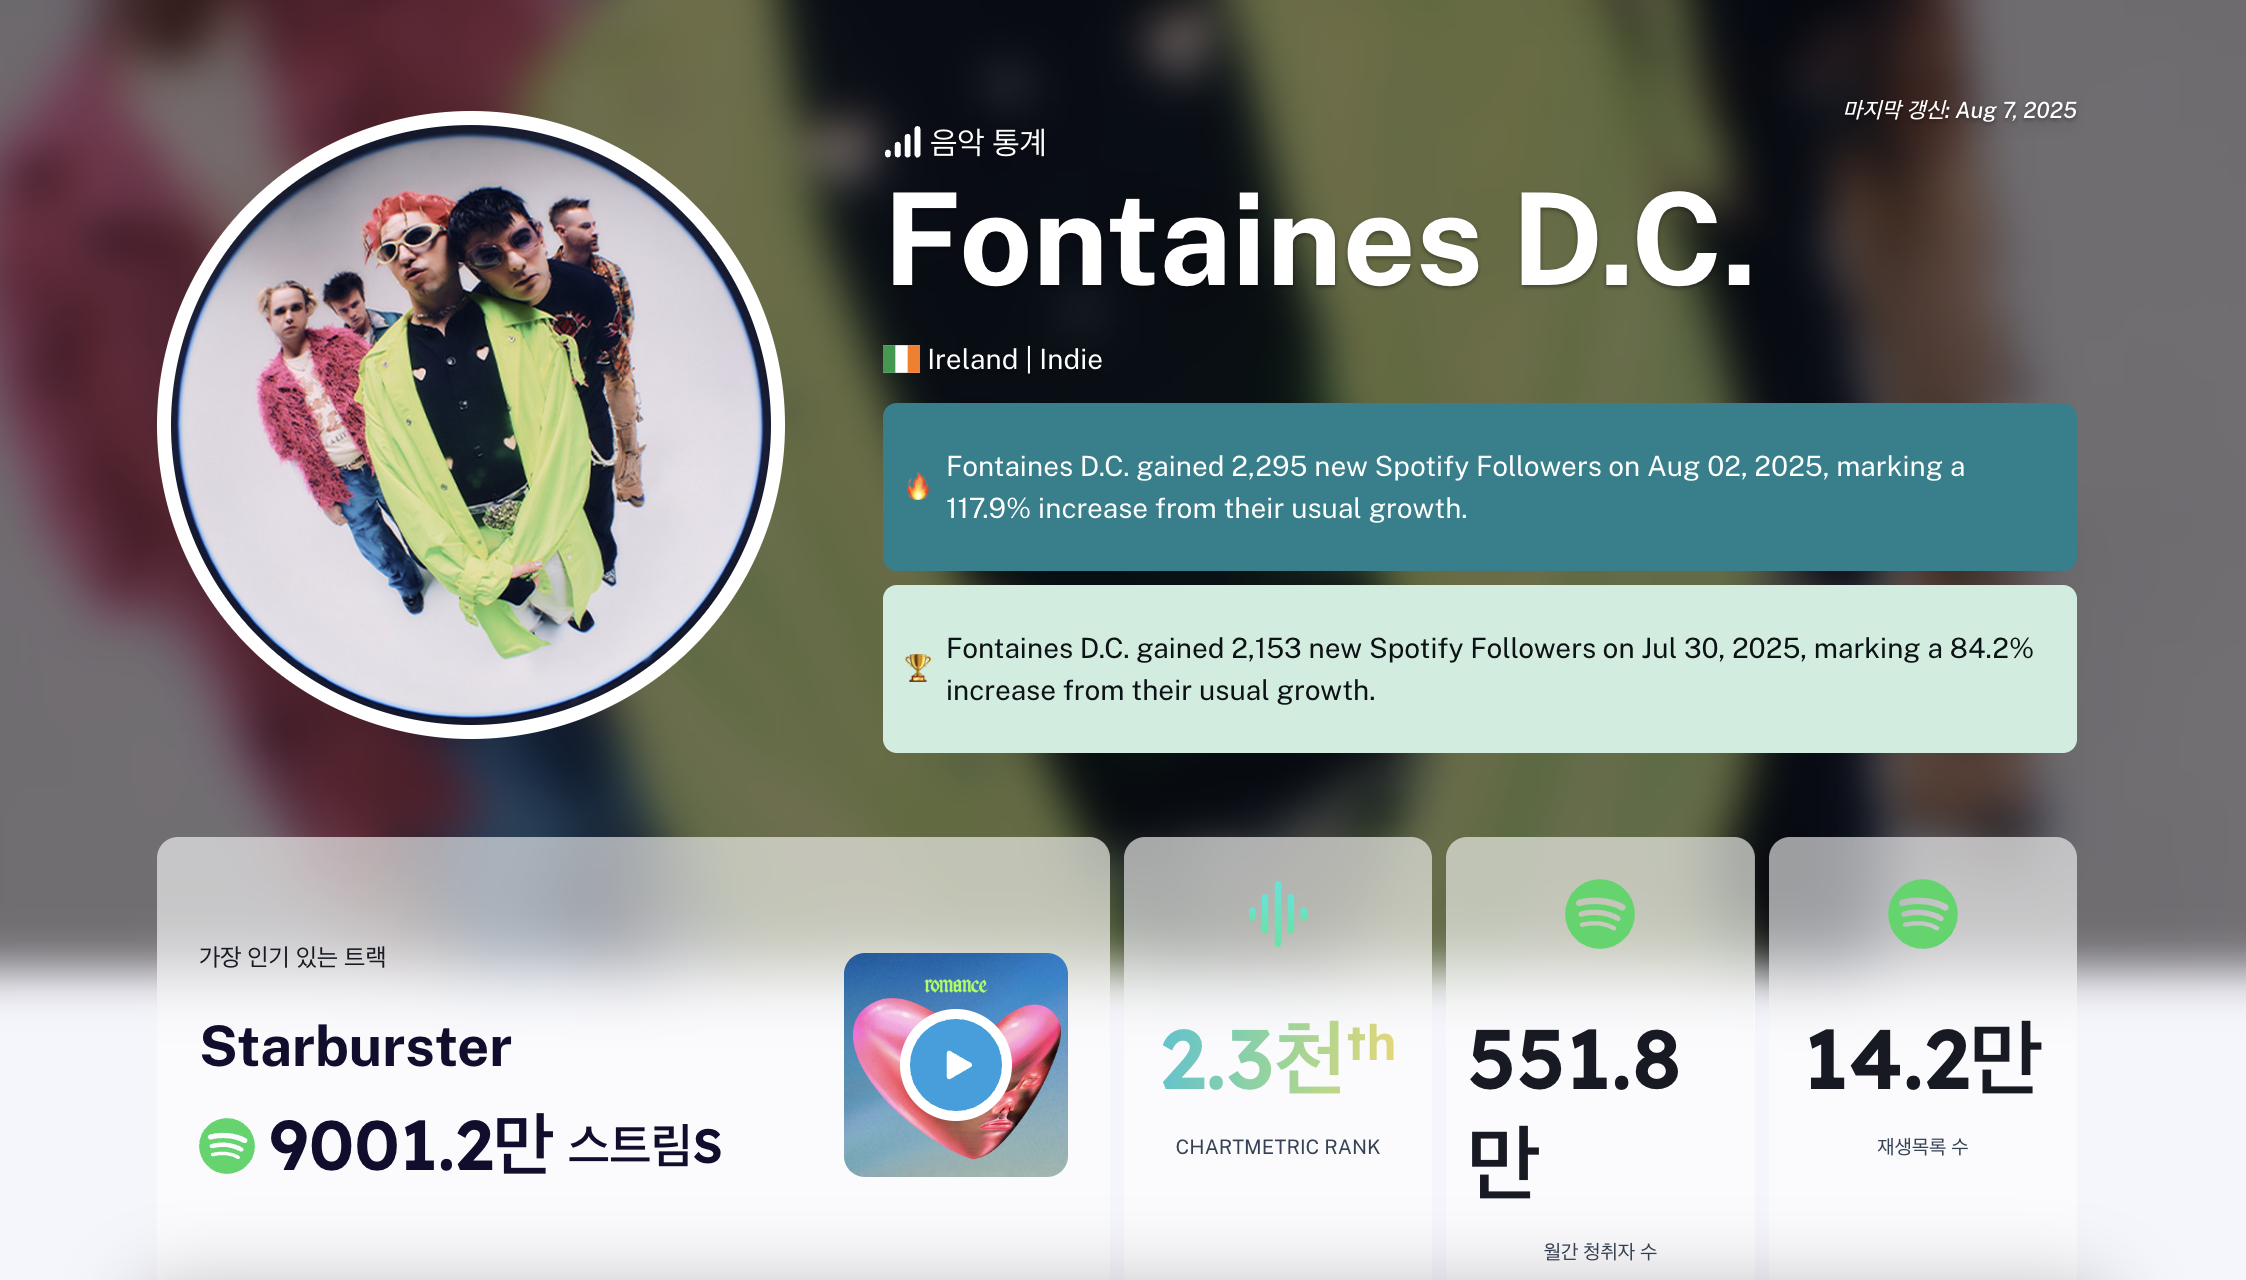 마지막 갱신: Aug 7, 2025
음악 통계
Fontaines D.C.
Ireland | Indie
Fontaines D.C. gained 2,295 new Spotify Followers on Aug 02, 2025, marking a
117.9% increase from their usual growth.
Fontaines D.C. gained 2,153 new Spotify Followers on Jul 30, 2025, marking a 84.2%
increase from their usual growth.
가장 인기 있는 트랙
Starburster
9001.2만 스트림S
romance
2.3천th
CHARTMETRIC RANK
551.8
만
월간 청취자 수
14.2만
재생목록 수